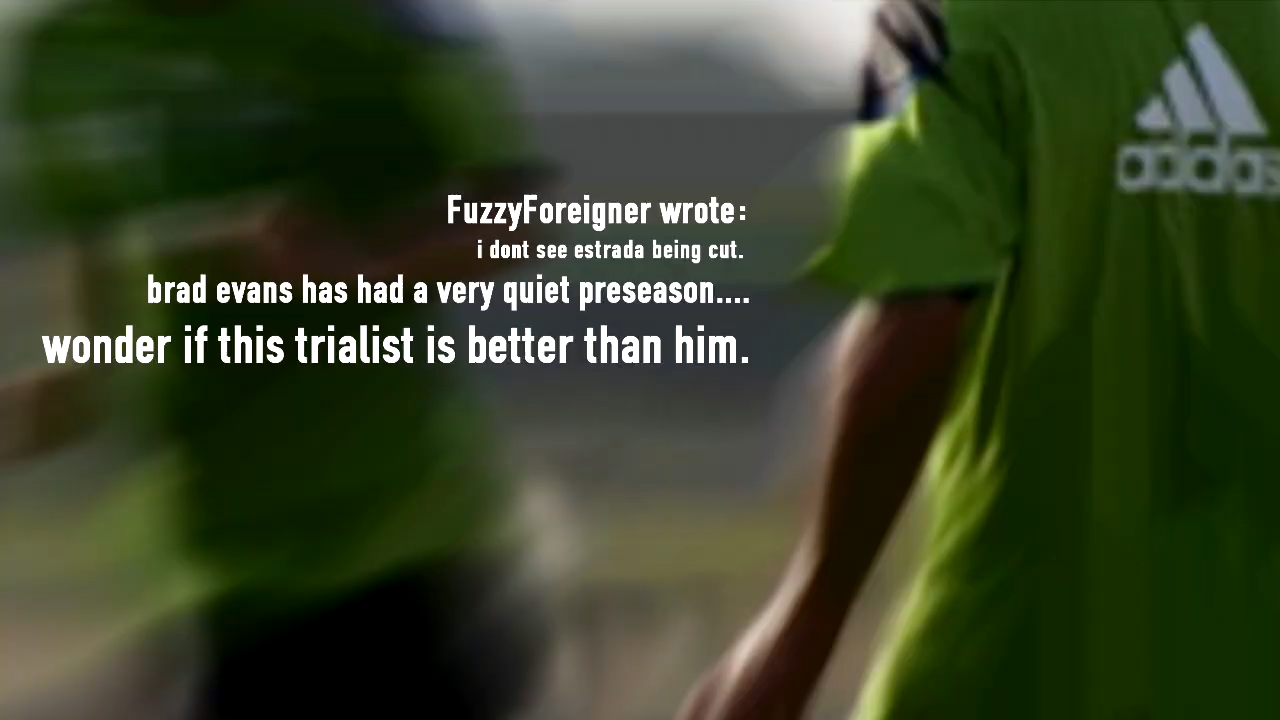 adidas
FuzzyForeigner wrote:
i dont see estrada being cut.
brad evans has had a very quiet preseason....
wonder if this trialist is better than him.